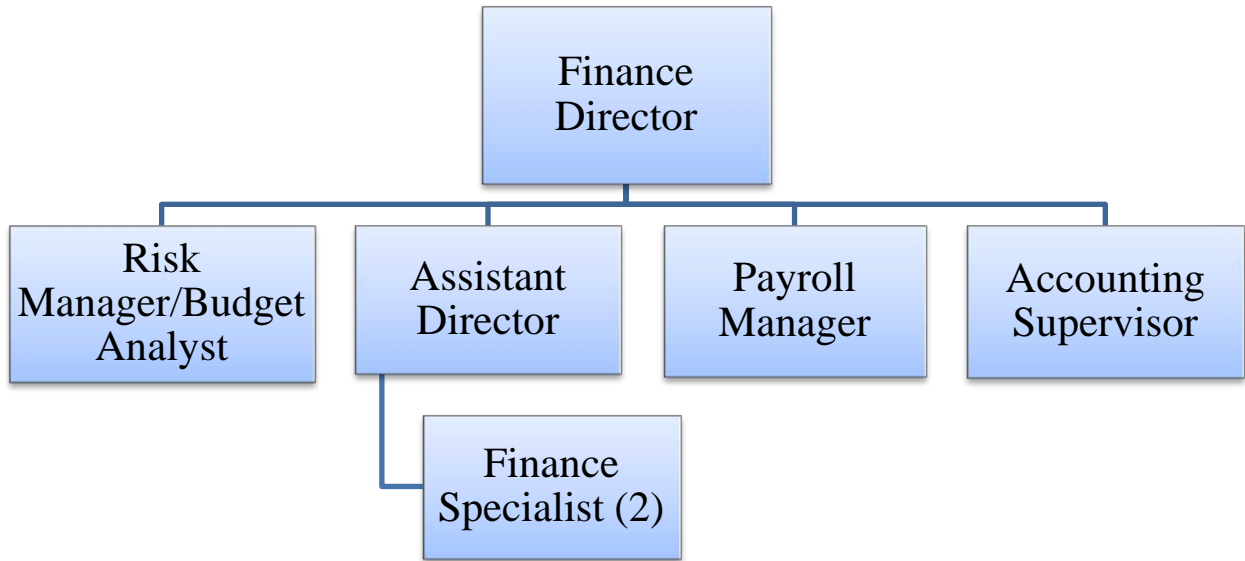 Finance
Director
Risk
Manager/Budget
Analyst
Assistant
Director
Payroll
Manager
Accounting
Supervisor
Finance
Specialist (2)